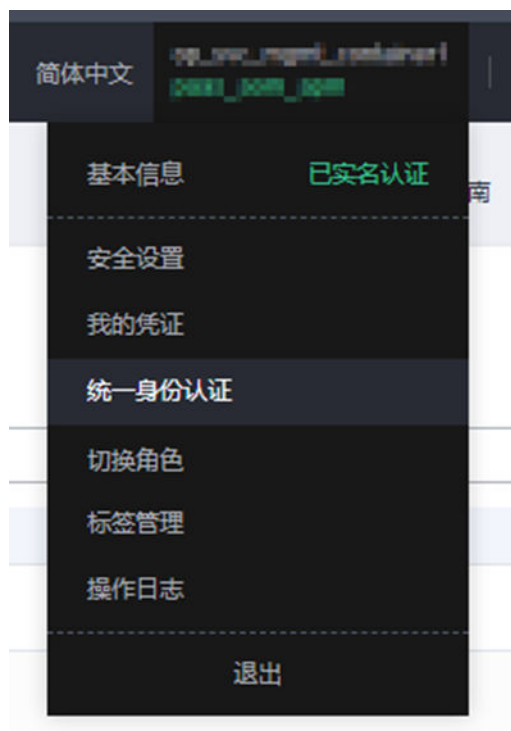 简体中文
基本信息 已实名认证
南
安全设置
我的凭证
统一身份认证
切换角色
标签管理
操作日志
退出